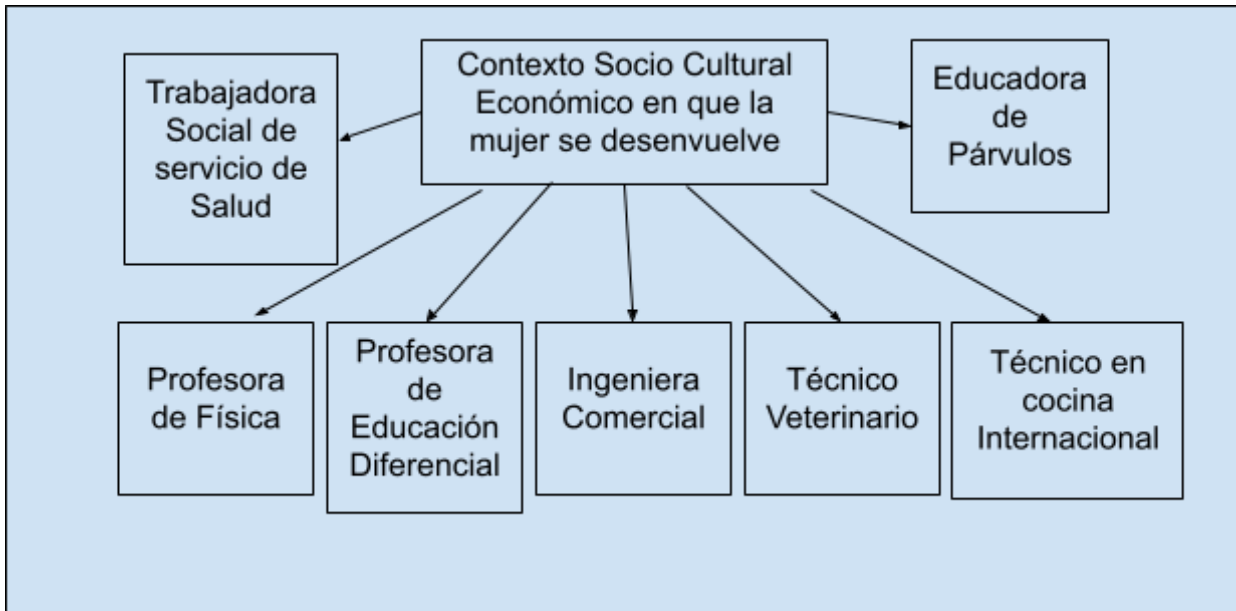 Contexto Socio Cultural
Económico en que la
mujer se desenvuelve
Trabajadora
Social de
servicio de
Salud
Educadora
de
Párvulos
Profesora
de Física
Profesora
de
Educación
Diferencial
Ingeniera
Comercial
Técnico
Veterinario
Técnico en
cocina
Internacional